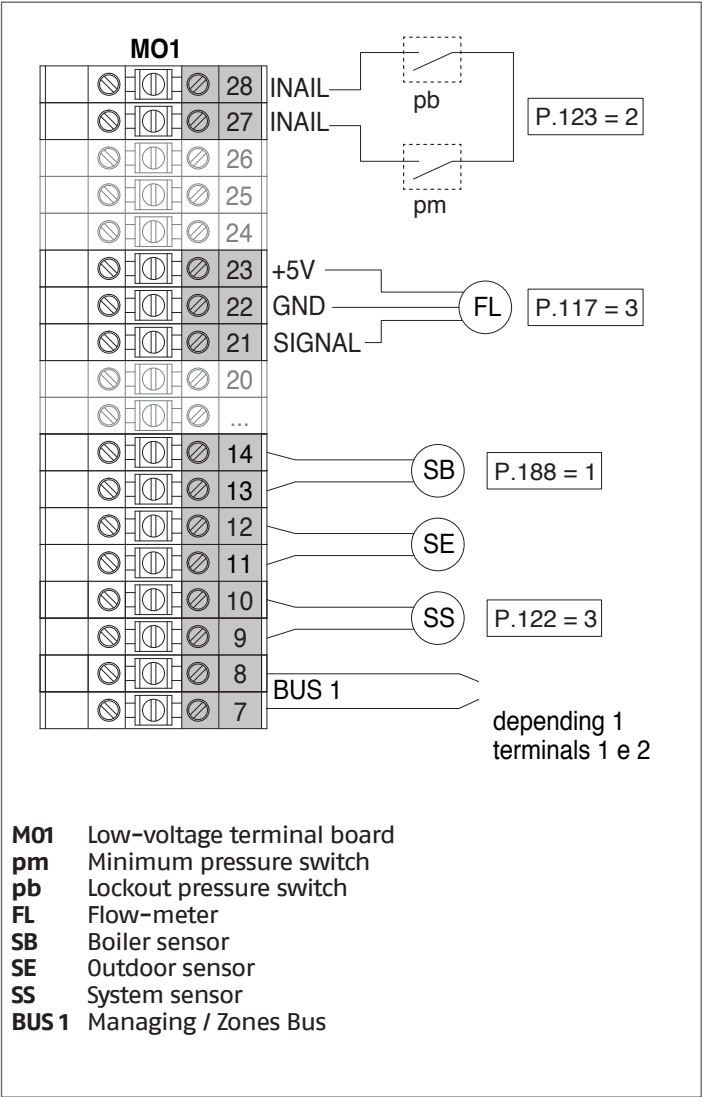 MO1
28 INAIL pb
27 INAIL P.123 = 2
26 pm
25
24
23 +5V
22 GND FL P.117 = 3
21 SIGNAL
20
...
14 SB P.188 = 1
13
12 SE
11
10 SS P.122 = 3
9
8 BUS 1
7
depending 1
terminals 1 e 2
M01 Low-voltage terminal board
pm Minimum pressure switch
pb Lockout pressure switch
FL Flow-meter
SB Boiler sensor
SE Outdoor sensor
SS System sensor
BUS 1 Managing / Zones Bus